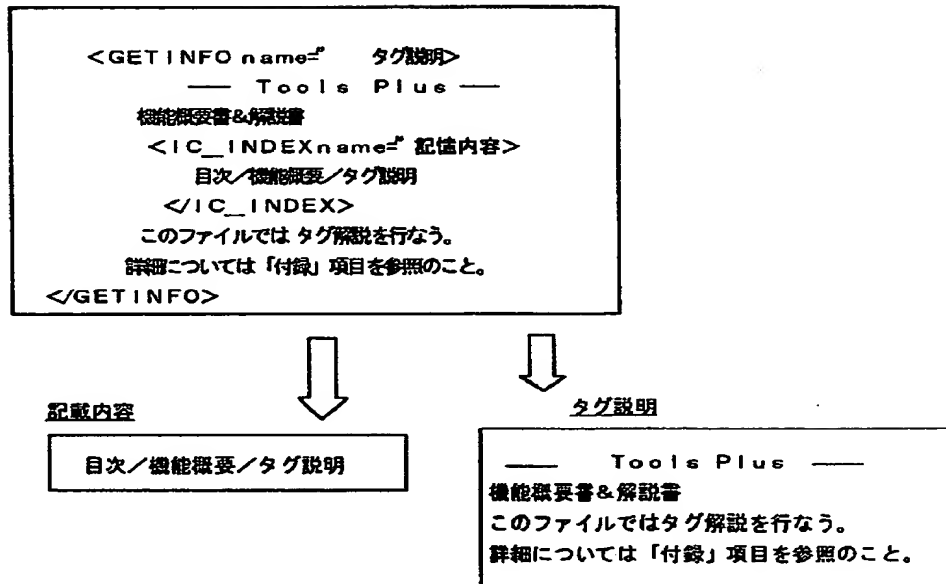 <GETINFO name=" タグ説明>
—— Tools Plus ——
機能概要書&解説書
<IC__INDEXname=" 記憶内容>
目次/機能概要/タグ説明
</IC__INDEX>
このファイルでは タグ解説を行なう。
詳細については「付録」項目を参照のこと。
</GETINFO>
記載内容
目次/機能概要/タグ説明
タグ説明
—— Tools Plus ——
機能概要書&解説書
このファイルではタグ解説を行なう。
詳細については「付録」項目を参照のこと。